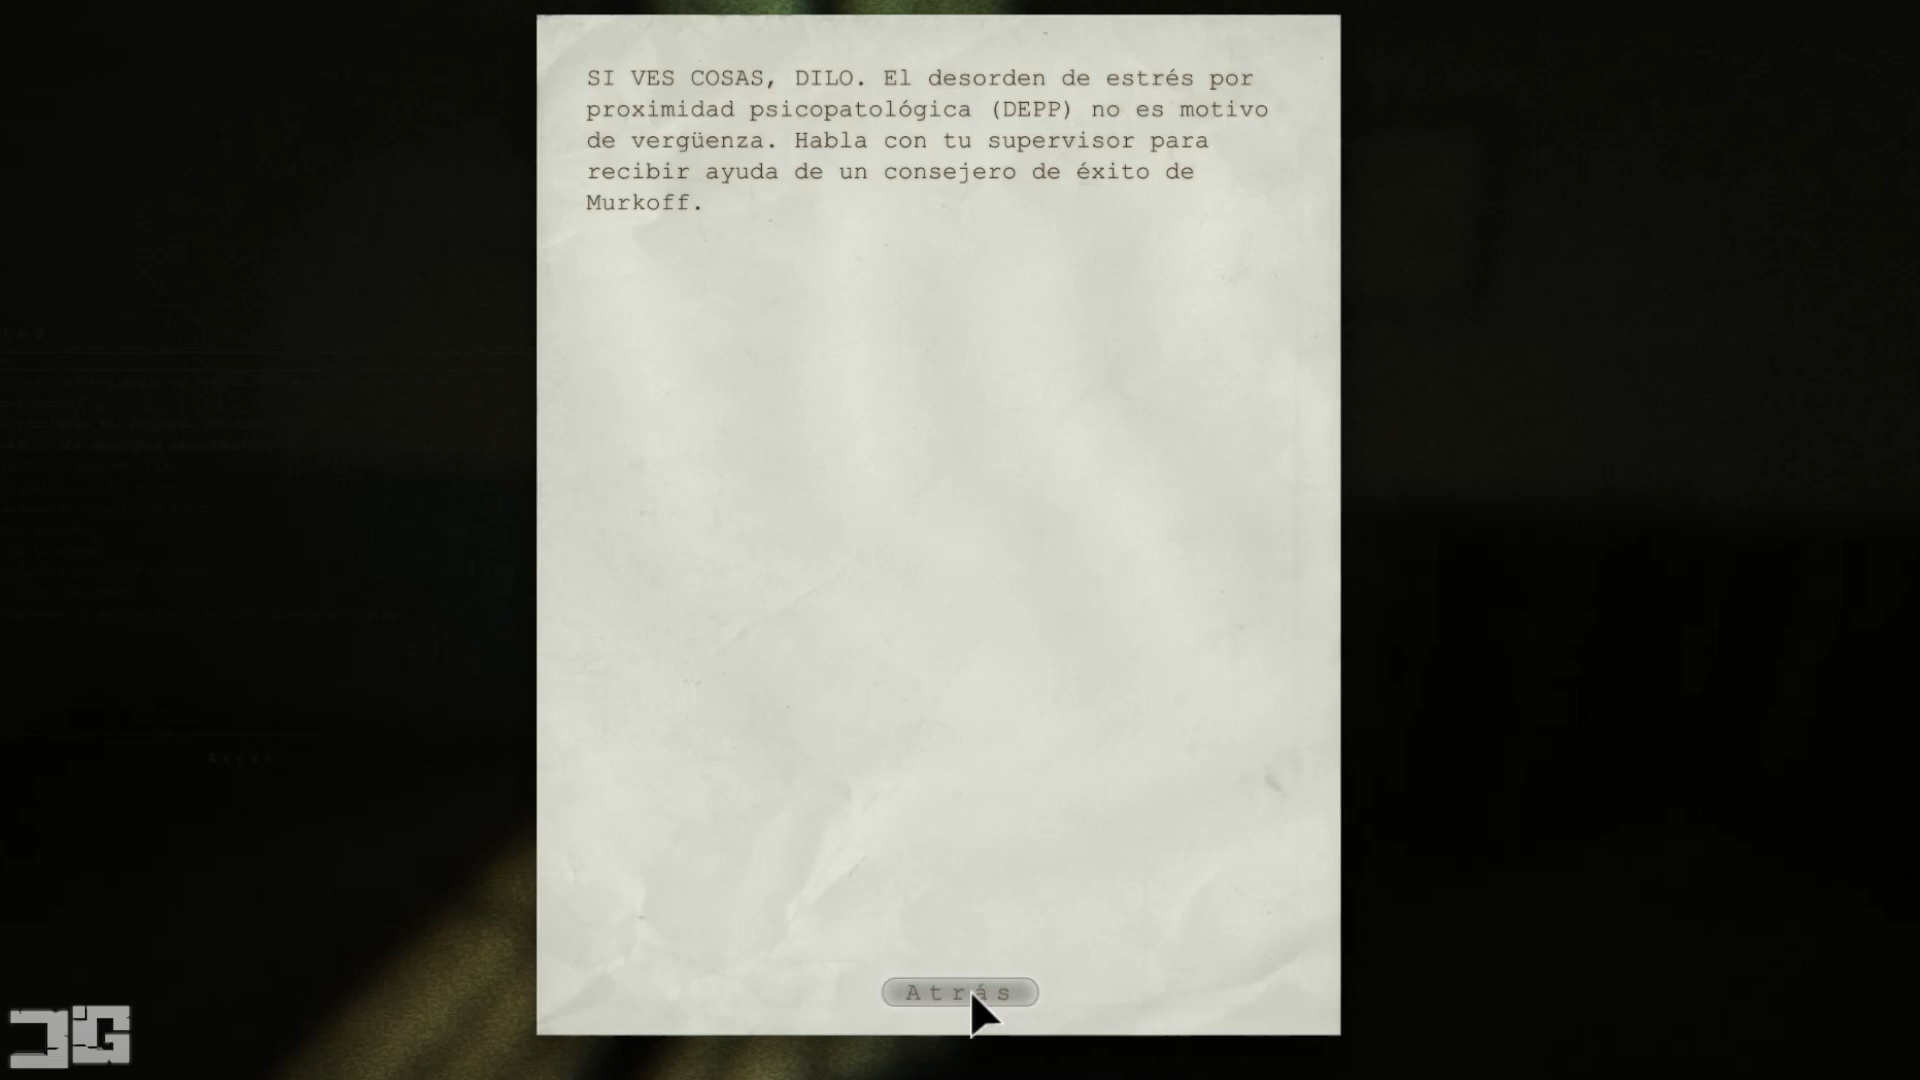 SI VES COSAS, DILO. El desorden de estrés por
proximidad psicopatológica (DEPP) no es motivo
de vergüenza. Habla con tu supervisor para
recibir ayuda de un consejero de éxito de
Murkoff.
Atrás